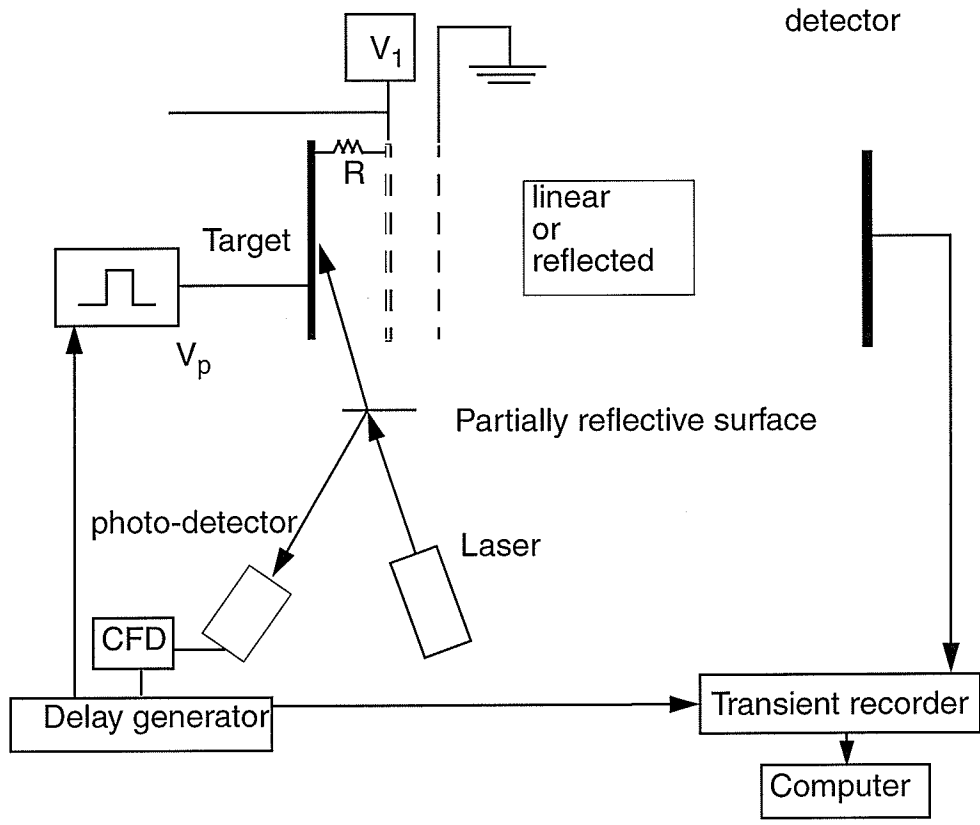 detector
V1
R
linear
or
reflected
Target
Vp
Partially reflective surface
photo-detector
Laser
CFD
Delay generator
Transient recorder
Computer